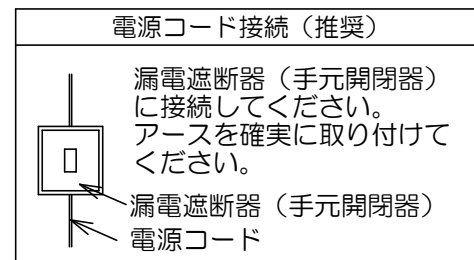 電源コード接続（推奨）
漏電遮断器（手元開閉器）
に接続してください。
アースを確実に取り付けて
ください。
漏電遮断器（手元開閉器）
電源コード